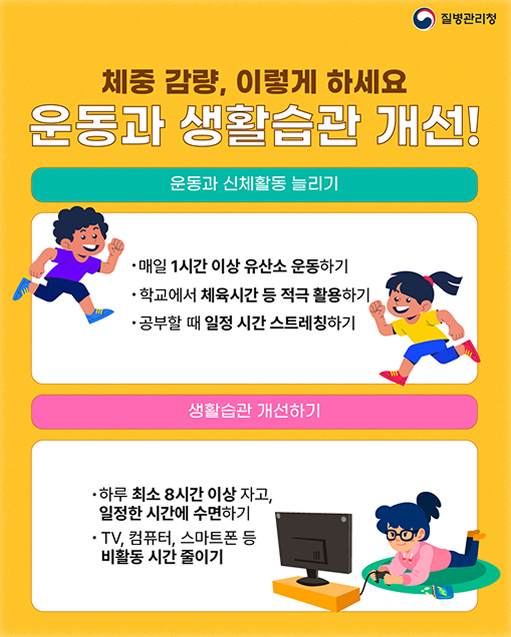 질병관리청
체중 감량, 이렇게 하세요
운동과 생활습관 개선!
운동과 신체활동 늘리기
· 매일 1시간 이상 유산소 운동하기
· 학교에서 체육시간 등 적극 활용하기
· 공부할 때 일정 시간 스트레칭하기
생활습관 개선하기
· 하루 최소 8시간 이상 자고,
일정한 시간에 수면하기
· TV, 컴퓨터, 스마트폰 등
비활동 시간 줄이기